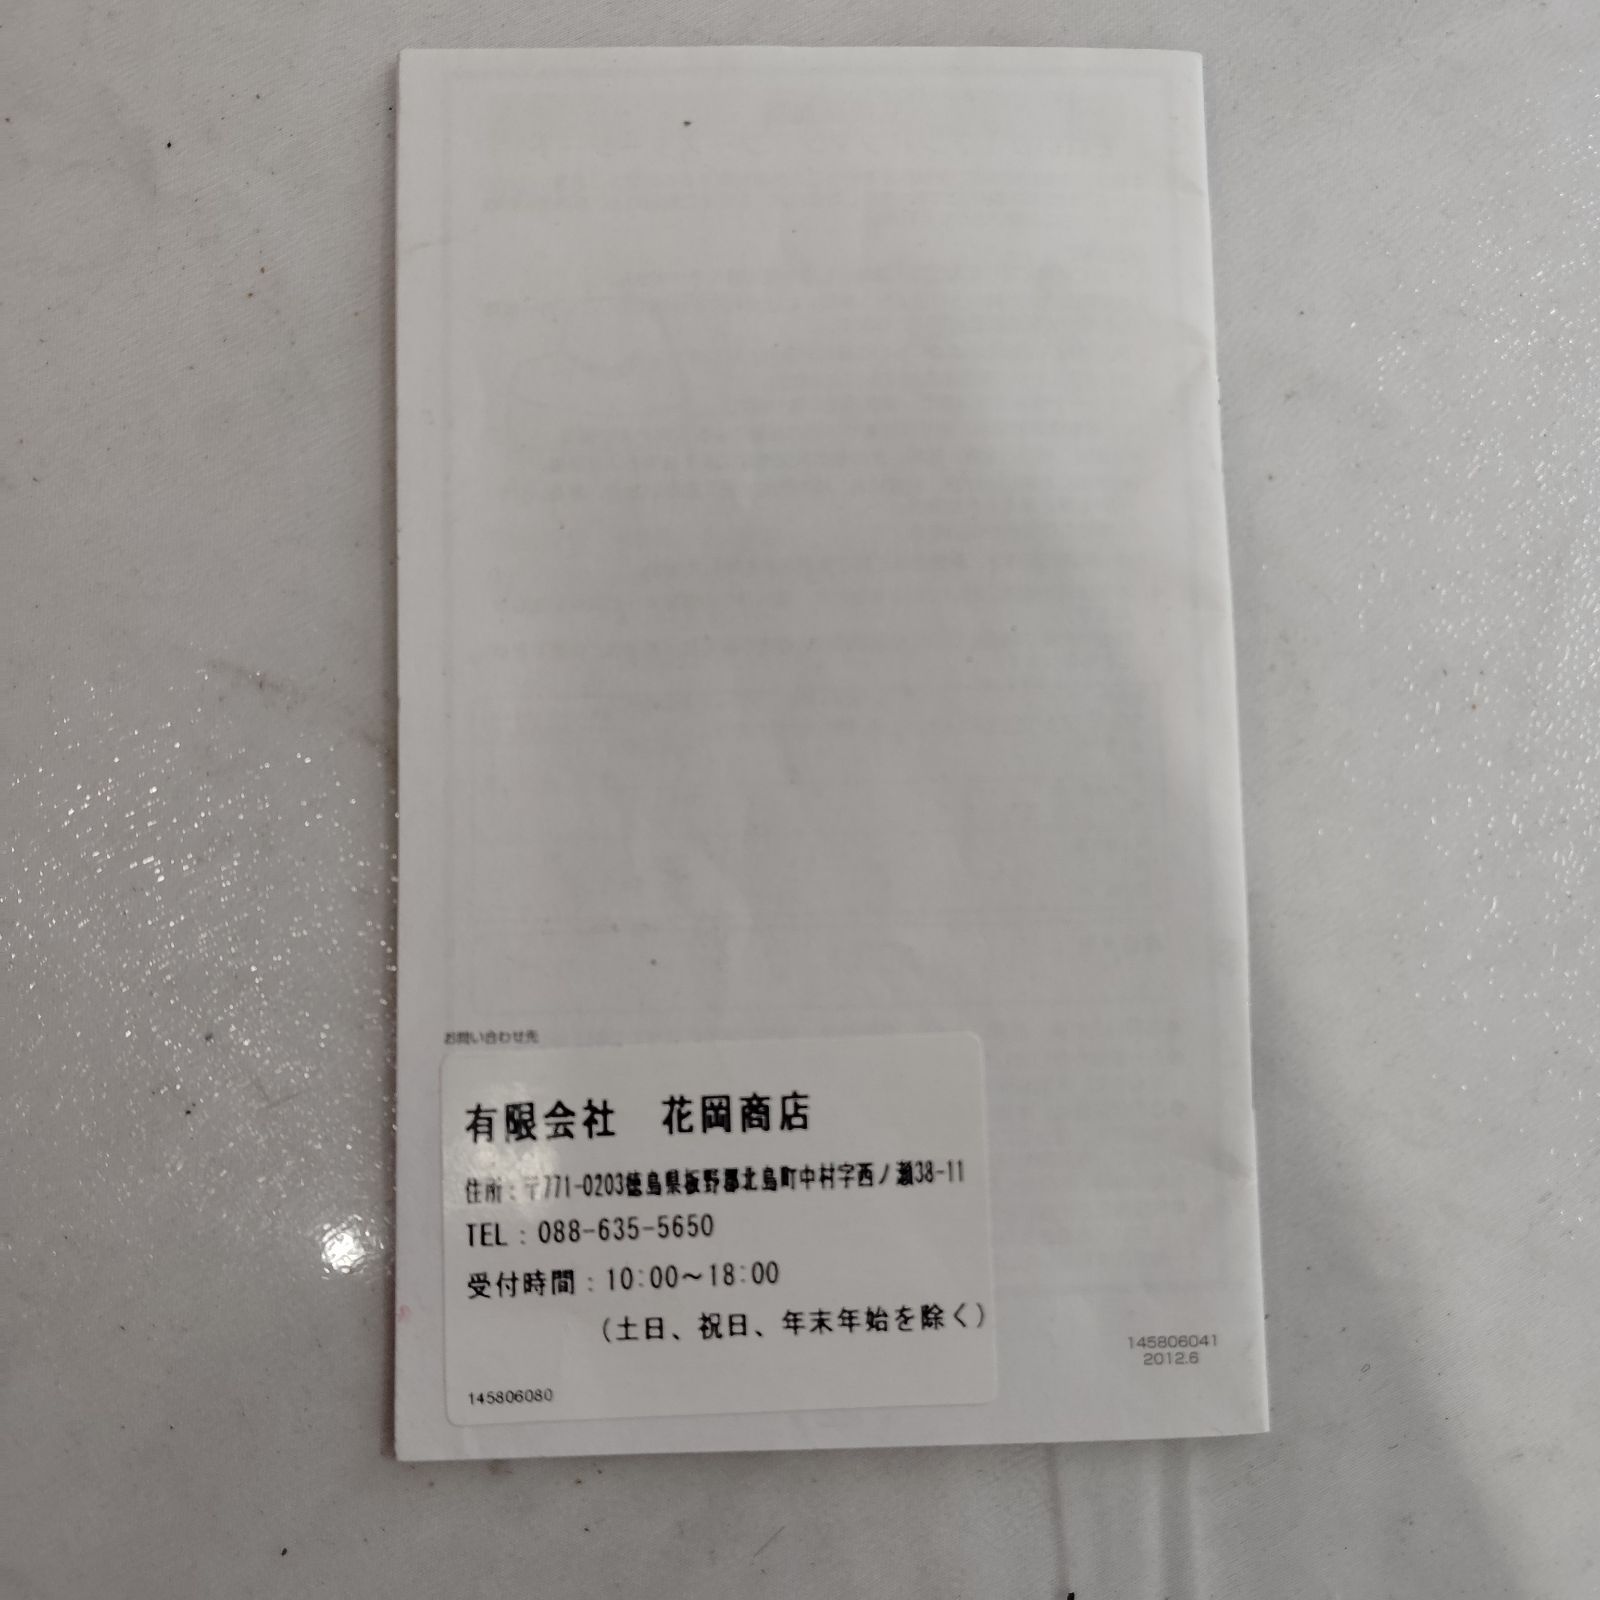 お問い合わせ先
有限会社　花岡商店
住所：〒771-0203徳島県板野郡北島町中村字西ノ瀬38-11
TEL：088-635-5650
受付時間：10:00～18:00
（土日、祝日、年末年始を除く）
145806080
145806041
2012.6